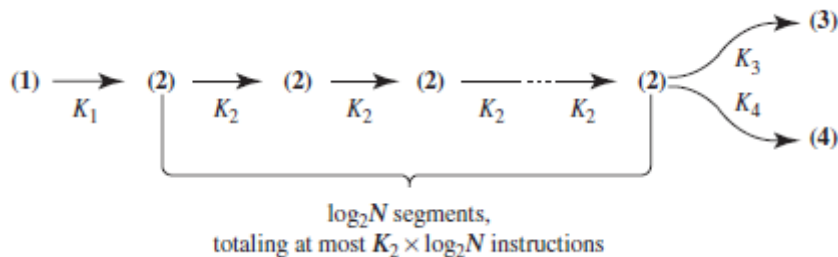 (3)
K₃
(1) (2) (2) (2) (2)
K₁ K₂ K₂ K₂ K₂
K₄
(4)
log₂N segments,
totaling at most K₂ × log₂N instructions